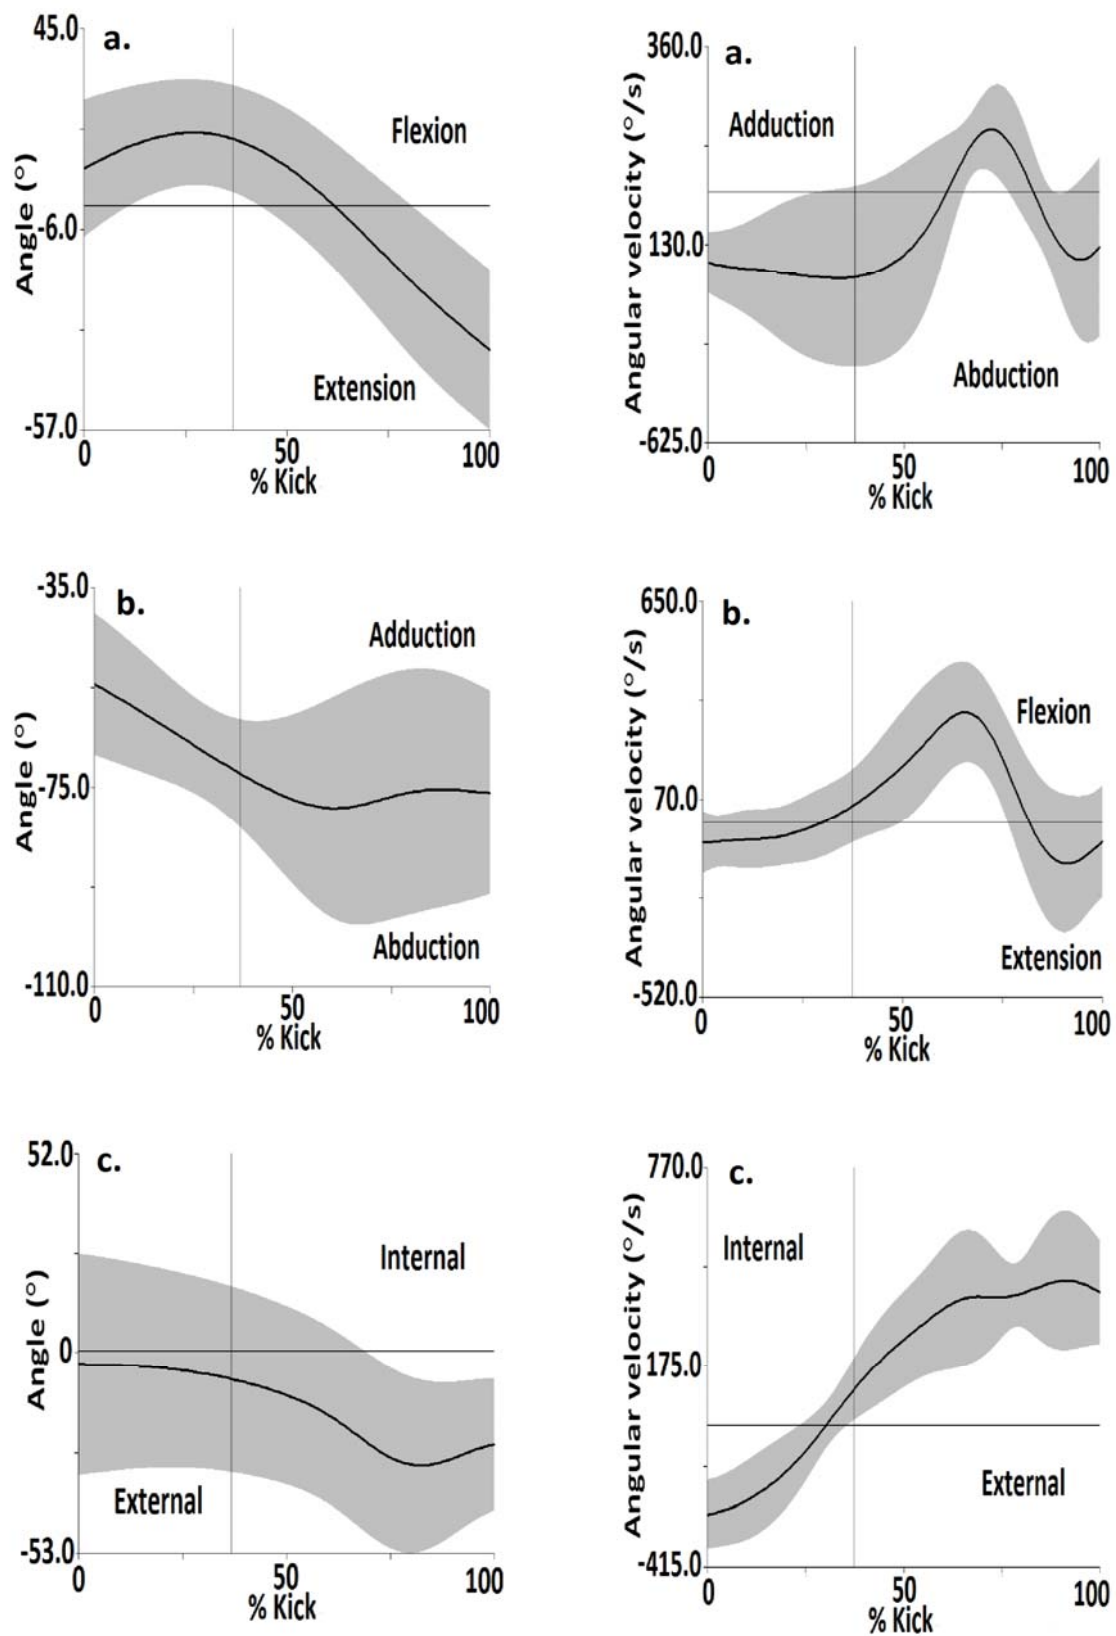 45.0
a.
Flexion
Angle (°)
-6.0
Extension
-57.0
0
50
100
% Kick
360.0
a.
Adduction
Angular velocity (°/s)
130.0
Abduction
-625.0
0
50
100
% Kick
-35.0
b.
Adduction
Angle (°)
-75.0
Abduction
-110.0
0
50
100
% Kick
650.0
b.
Flexion
Angular velocity (°/s)
70.0
Extension
-520.0
0
50
100
% Kick
52.0
c.
Internal
Angle (°)
0
External
-53.0
0
50
100
% Kick
770.0
c.
Internal
Angular velocity (°/s)
175.0
External
-415.0
0
50
100
% Kick